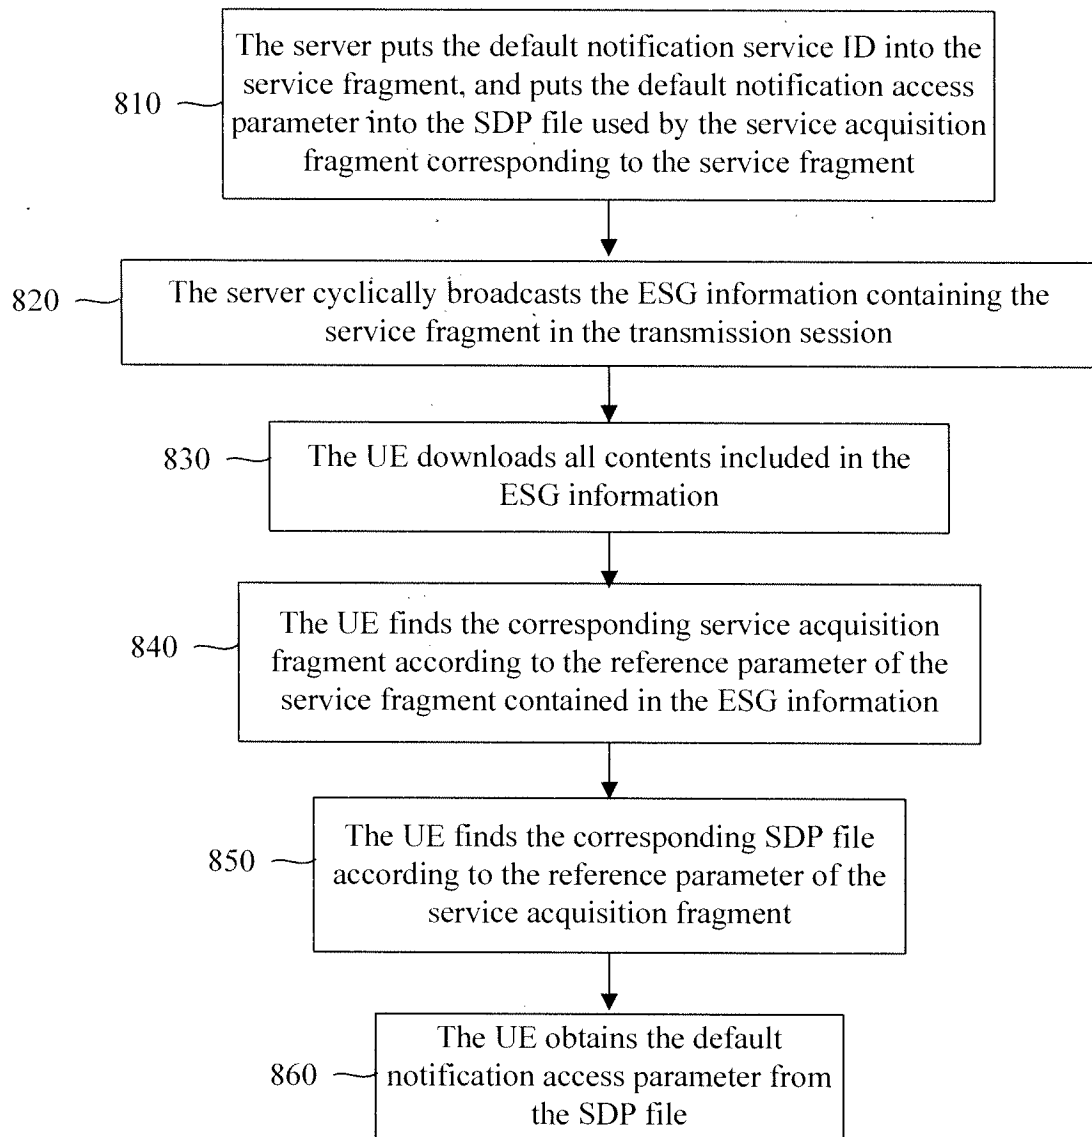 The server puts the default notification service ID into the
service fragment, and puts the default notification access
810
parameter into the SDP file used by the service acquisition
fragment corresponding to the service fragment
820
The server cyclically broadcasts the ESG information containing the
service fragment in the transmission session
830
The UE downloads all contents included in the
ESG information
The UE finds the corresponding service acquisition
840
fragment according to the reference parameter of the
service fragment contained in the ESG information
The UE finds the corresponding SDP file
850
according to the reference parameter of the
service acquisition fragment
The UE obtains the default
860
notification access parameter from
the SDP file